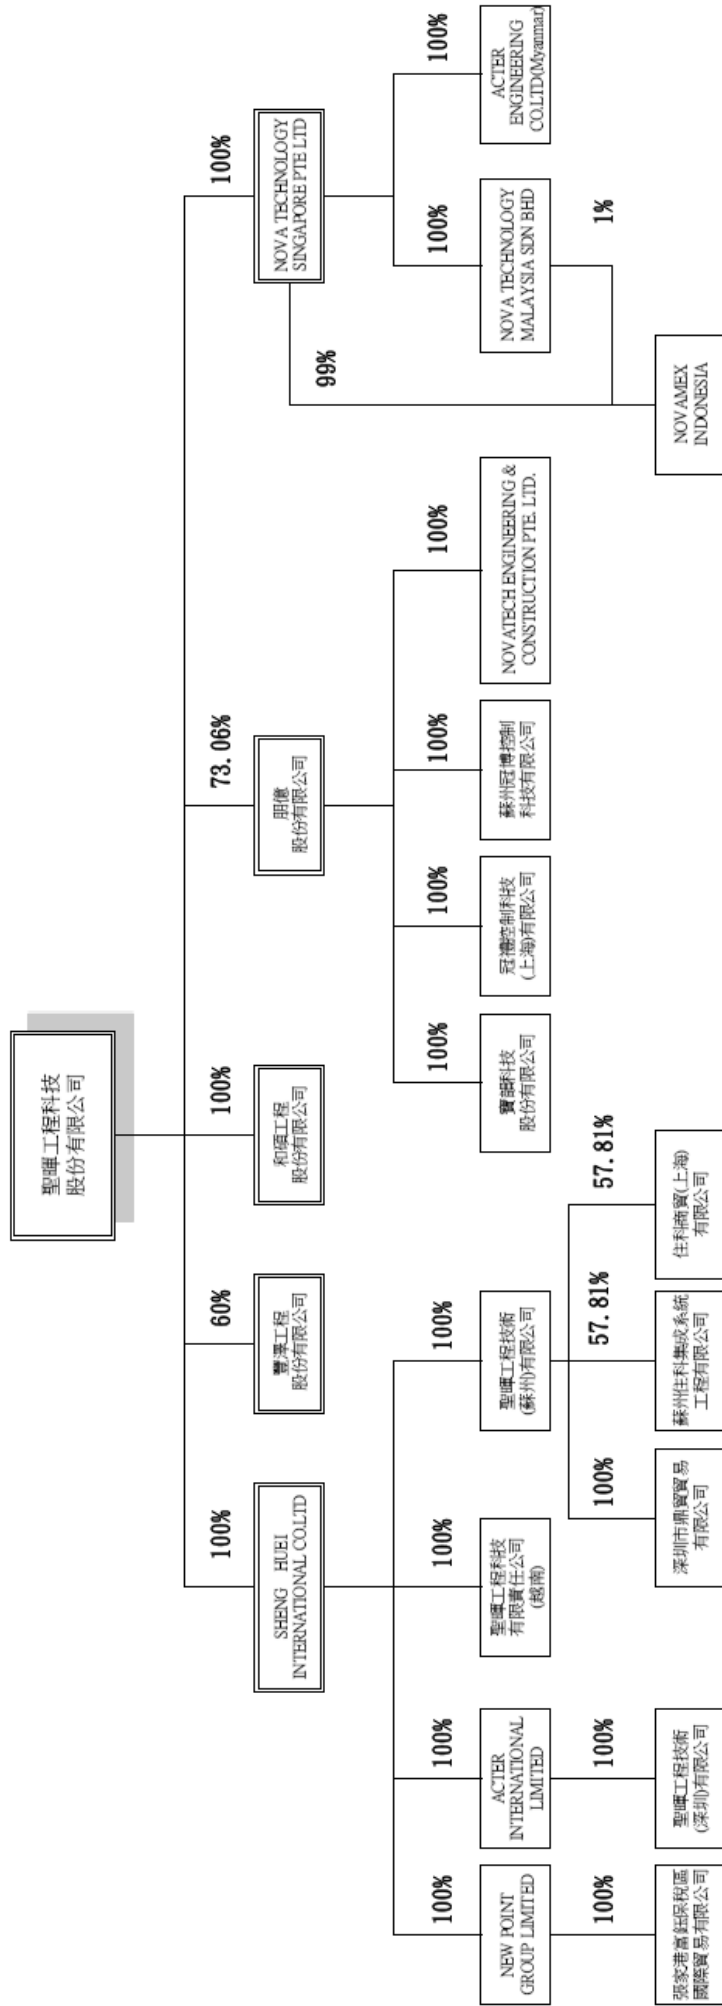 聖暉工程科技
股份有限公司
100%
60%
100%
73.06%
100%
SHENG HUEI
INTERNATIONAL CO.LTD
豐澤工程
股份有限公司
和碩工程
股份有限公司
朋億
股份有限公司
NOVA TECHNOLOGY
SINGAPORE PTE LTD
99%
100%
100%
100%
100%
100%
100%
100%
100%
100%
100%
NEW POINT
GROUP LIMITED
ACTER
INTERNATIONAL
LIMITED
聖暉工程科技
有限責任公司
(越南)
聖暉工程技術
(蘇州)有限公司
寶韻科技
股份有限公司
冠禮控制科技
(上海)有限公司
蘇州冠博控制
科技有限公司
NOVATECH ENGINEERING &
CONSTRUCTION PTE. LTD.
NOVA TECHNOLOGY
MALAYSIA SDN BHD
ACTER
ENGINEERING
CO.LTD(Myanmar)
100%
100%
100%
57.81%
57.81%
1%
張家港富鈺保稅區
國際貿易有限公司
聖暉工程技術
(深圳)有限公司
深圳市鼎貿貿易
有限公司
蘇州住科集成系統
工程有限公司
住科商貿(上海)
有限公司
NOVAMEX
INDONESIA